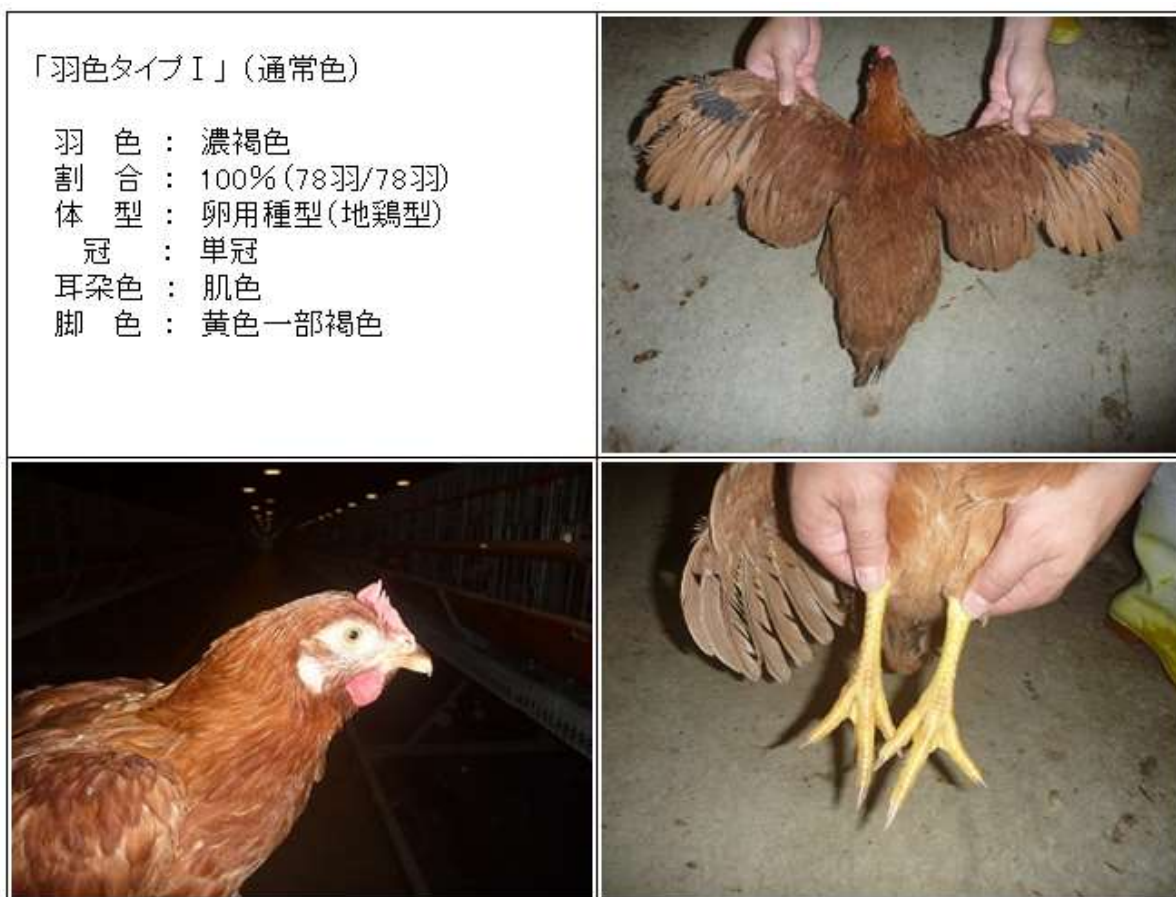 「羽色タイプⅠ」（通常色）
羽　色 ： 濃褐色
割　合 ： 100％(78羽/78羽)
体　型 ： 卵用種型(地鶏型)
冠　 ： 単冠
耳朶色 ： 肌色
脚　色 ： 黄色一部褐色